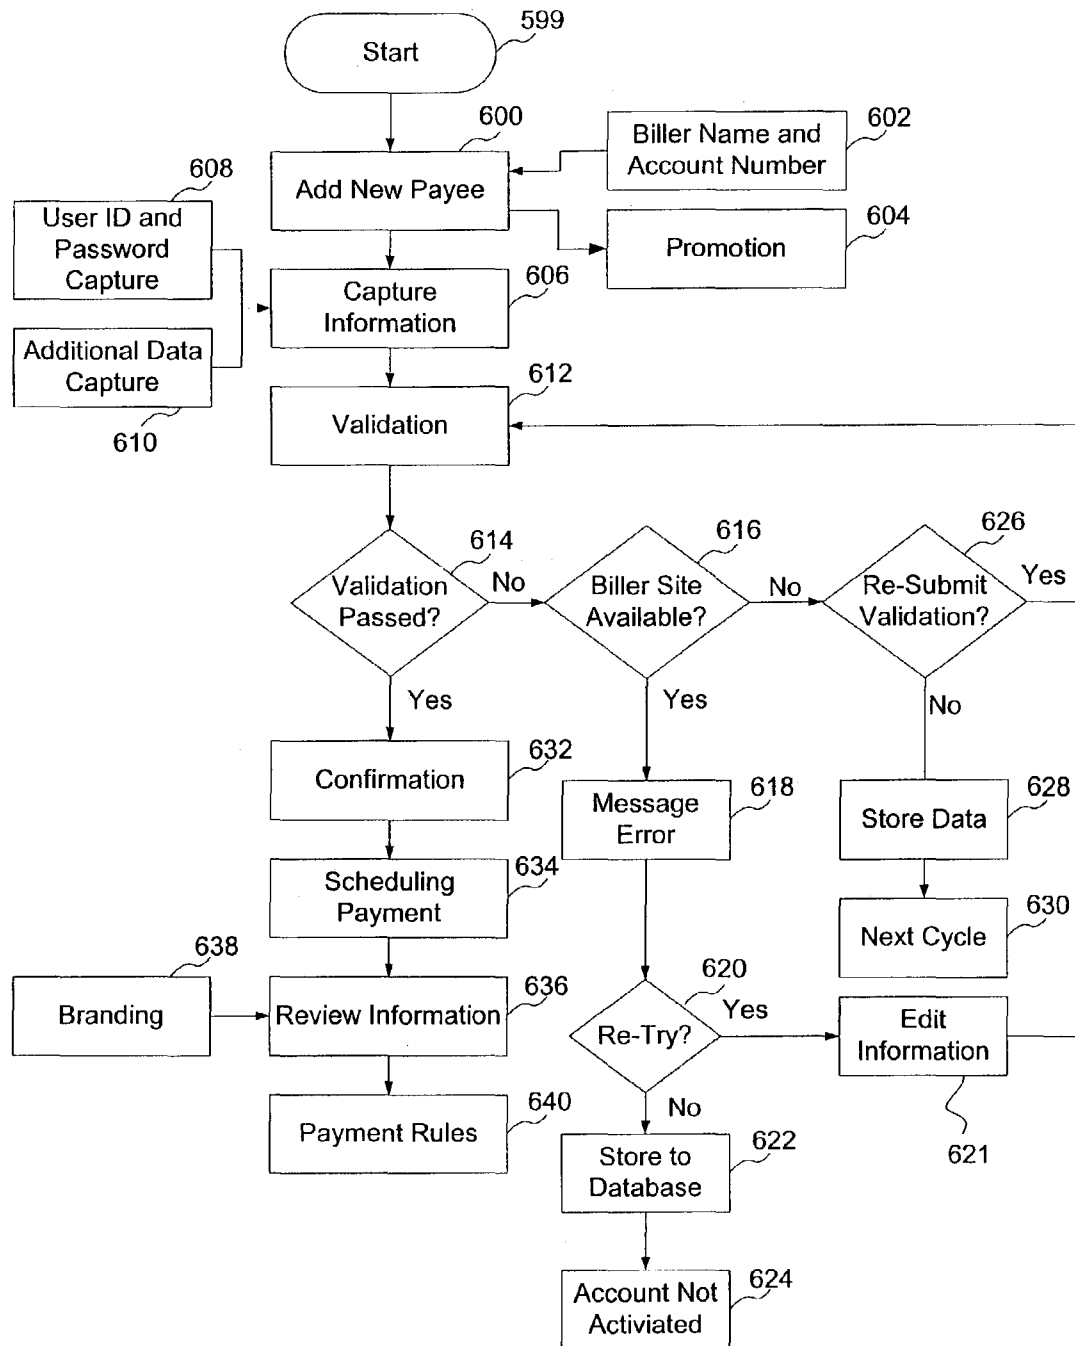 599
Start
600
602
Biller Name and
Account Number
Add New Payee
608
User ID and
Password
Capture
604
Promotion
606
Capture
Information
Additional Data
Capture
610
612
Validation
614
Validation
Passed?
No
616
Biller Site
Available?
No
626
Re-Submit
Validation?
Yes
Yes
Yes
No
632
Confirmation
618
Message
Error
628
Store Data
634
Scheduling
Payment
630
Next Cycle
638
Branding
636
Review Information
620
Re-Try?
Yes
Edit
Information
621
No
640
Payment Rules
622
Store to
Database
624
Account Not
Activiated